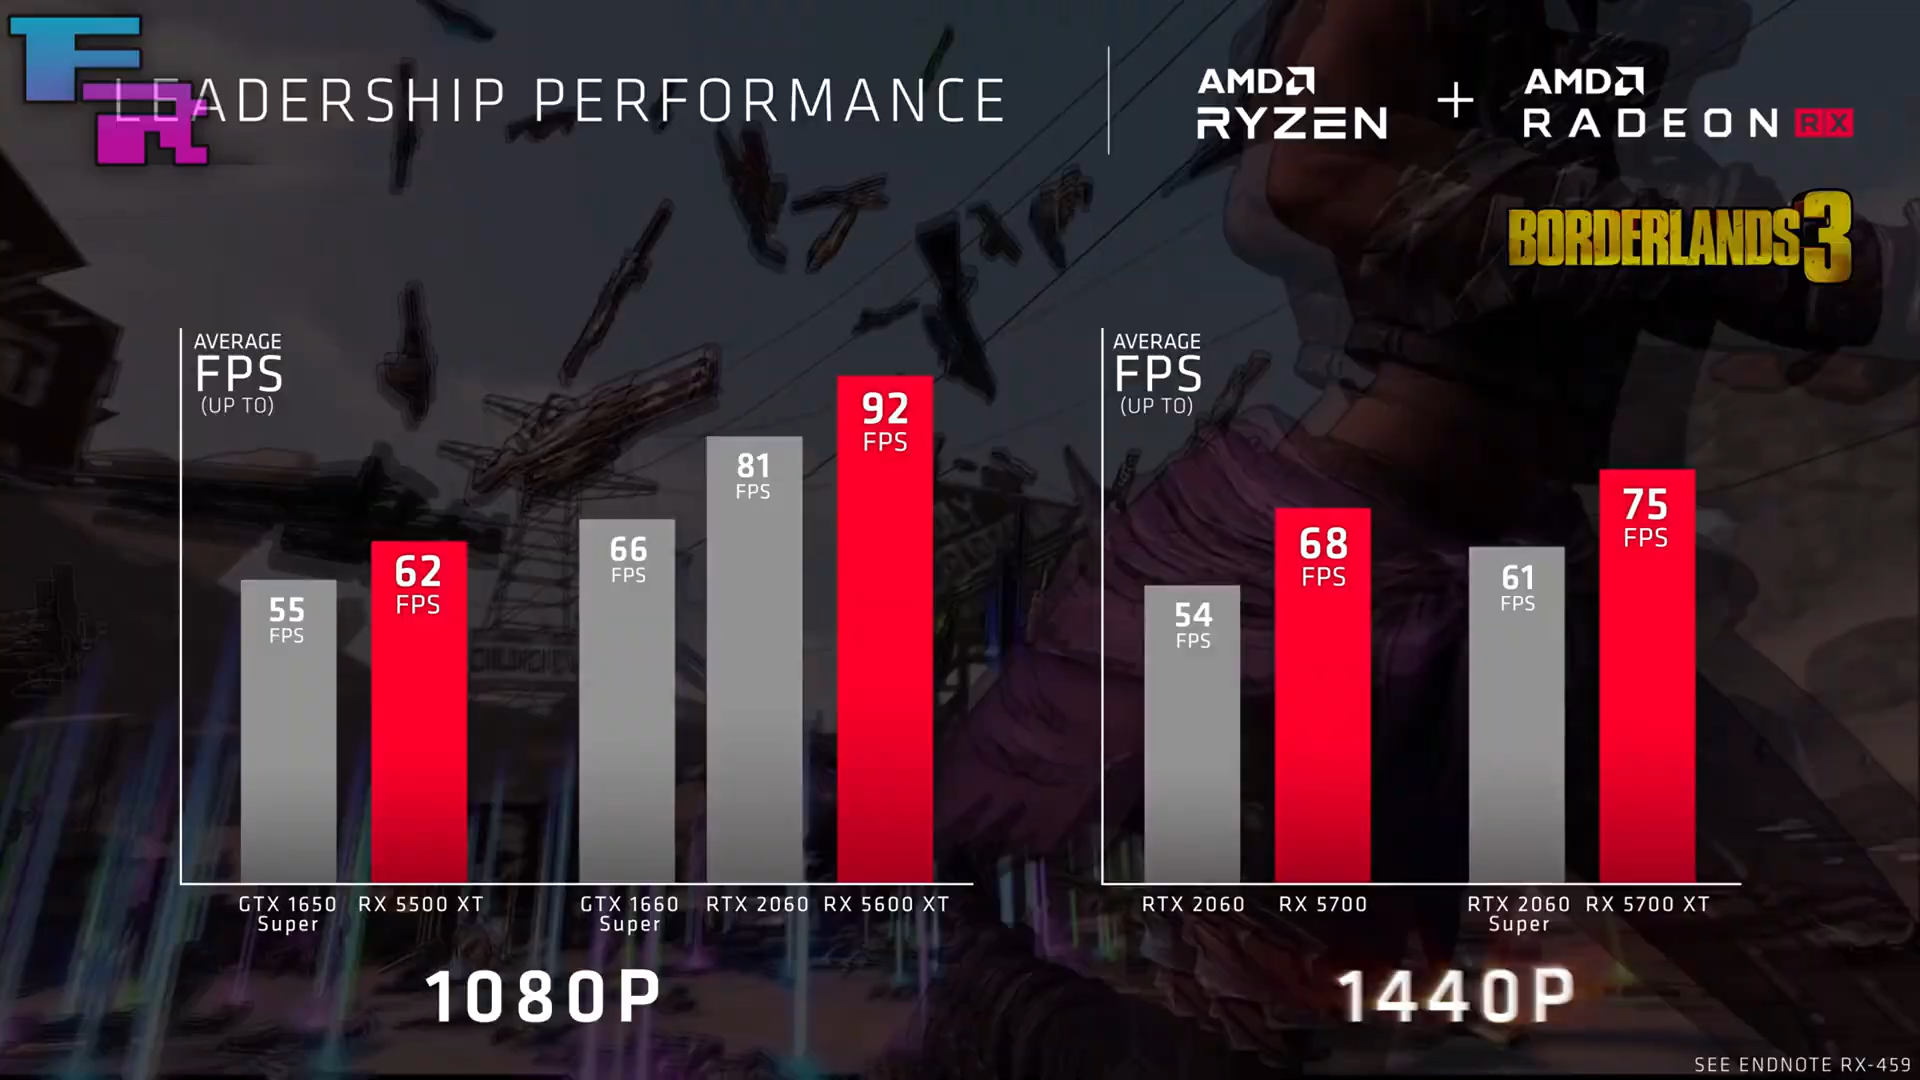 FR
LEADERSHIP PERFORMANCE
AMD
RYZEN
+
AMD
RADEON RX
BORDERLANDS 3
AVERAGE
FPS
(UP TO)
55
FPS
62
FPS
66
FPS
81
FPS
92
FPS
GTX 1650
Super
RX 5500 XT
GTX 1660
Super
RTX 2060
RX 5600 XT
1080P
AVERAGE
FPS
(UP TO)
54
FPS
68
FPS
61
FPS
75
FPS
RTX 2060
RX 5700
RTX 2060
Super
RX 5700 XT
1440P
SEE ENDNOTE RX-459